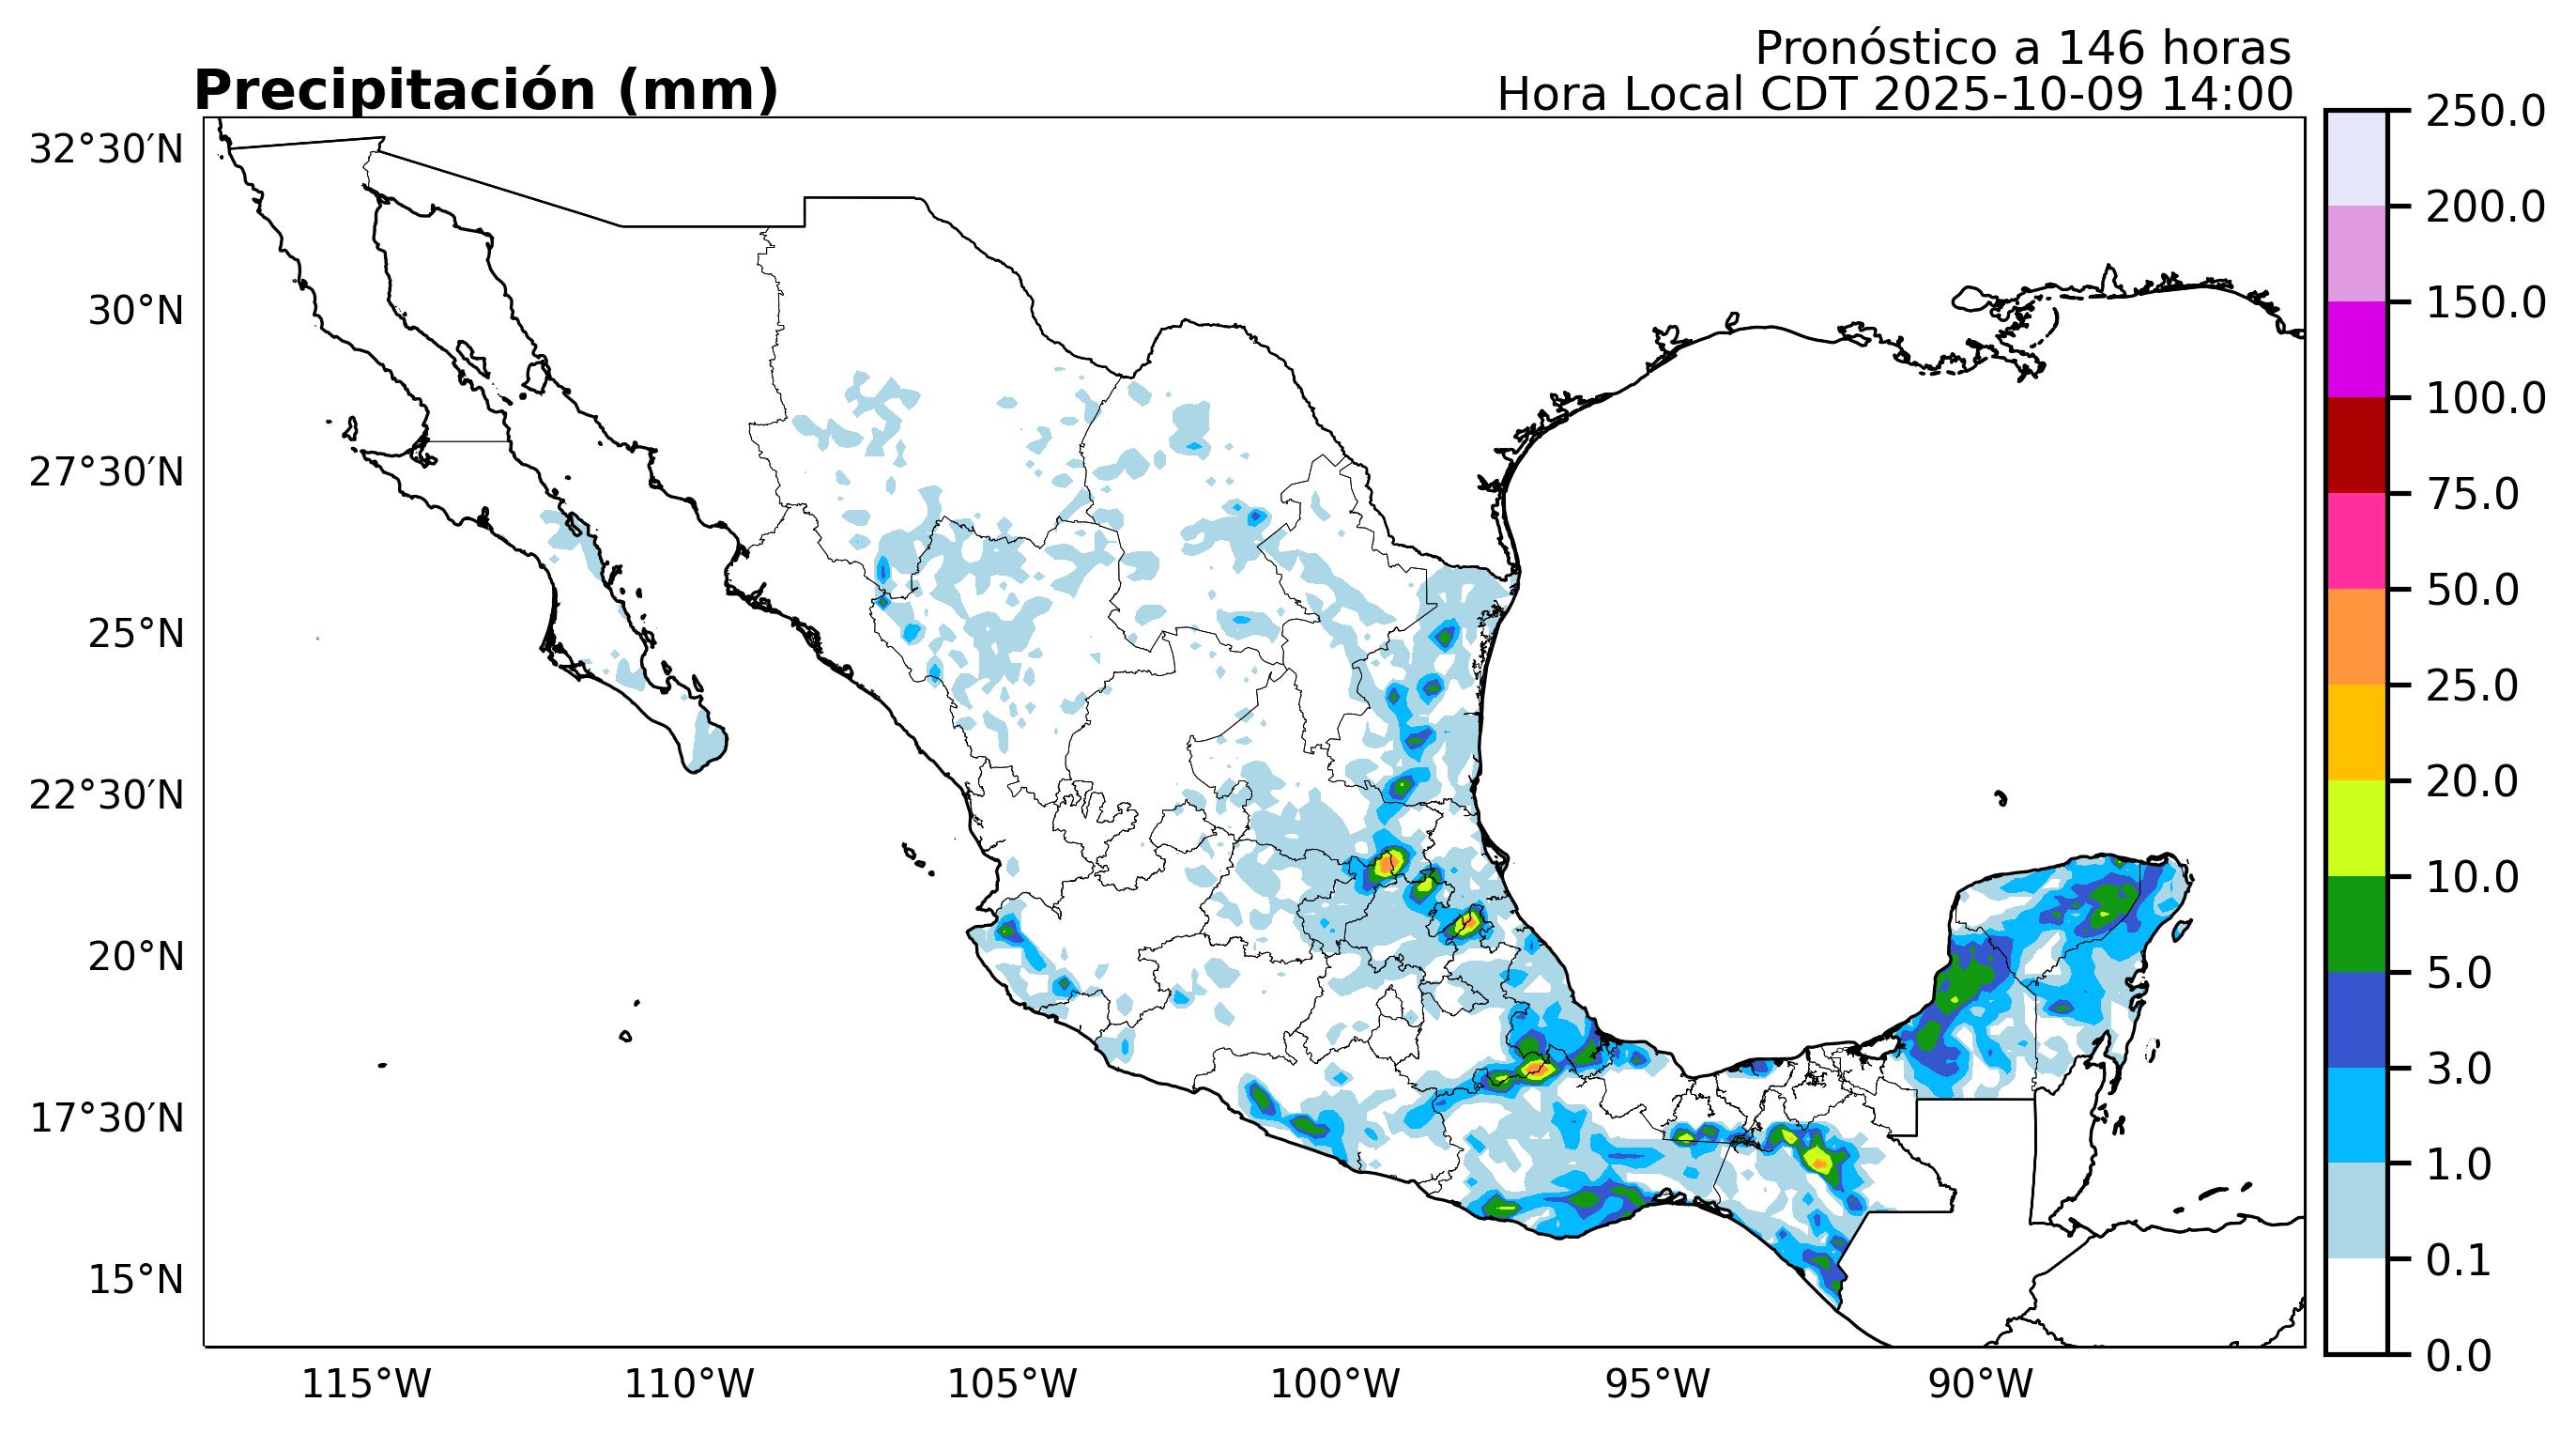 Pronóstico a 146 horas
Precipitación (mm)
Hora Local CDT 2025-10-09 14:00
32°30′N
30°N
27°30′N
25°N
22°30′N
20°N
17°30′N
15°N
115°W
110°W
105°W
100°W
95°W
90°W
250.0
200.0
150.0
100.0
75.0
50.0
25.0
20.0
10.0
5.0
3.0
1.0
0.1
0.0